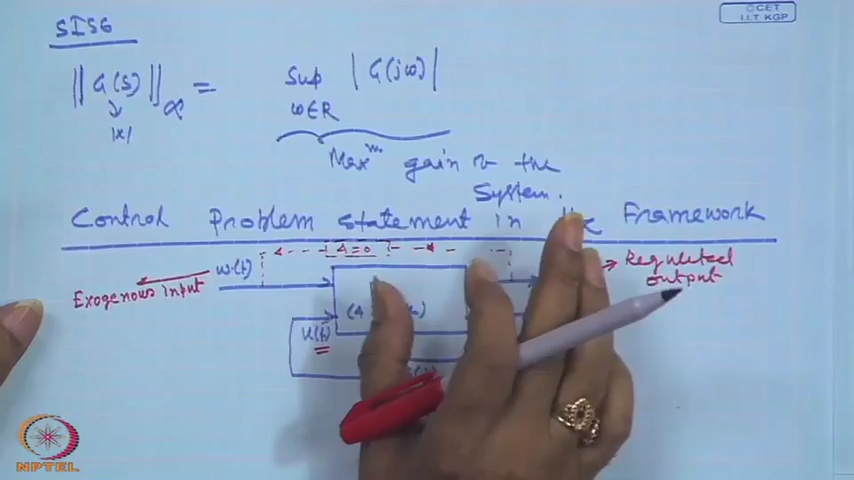 © CET
I.I.T. KGP
SISO
||G(s)||∞ = Sup |G(jω)|
1x1
ω∈R
Max^m gain of the
System.
Control Problem statement in H∞ Framework
Δ=0
w(t)
Exogenous input
Regulated
output
u(t)
NPTEL